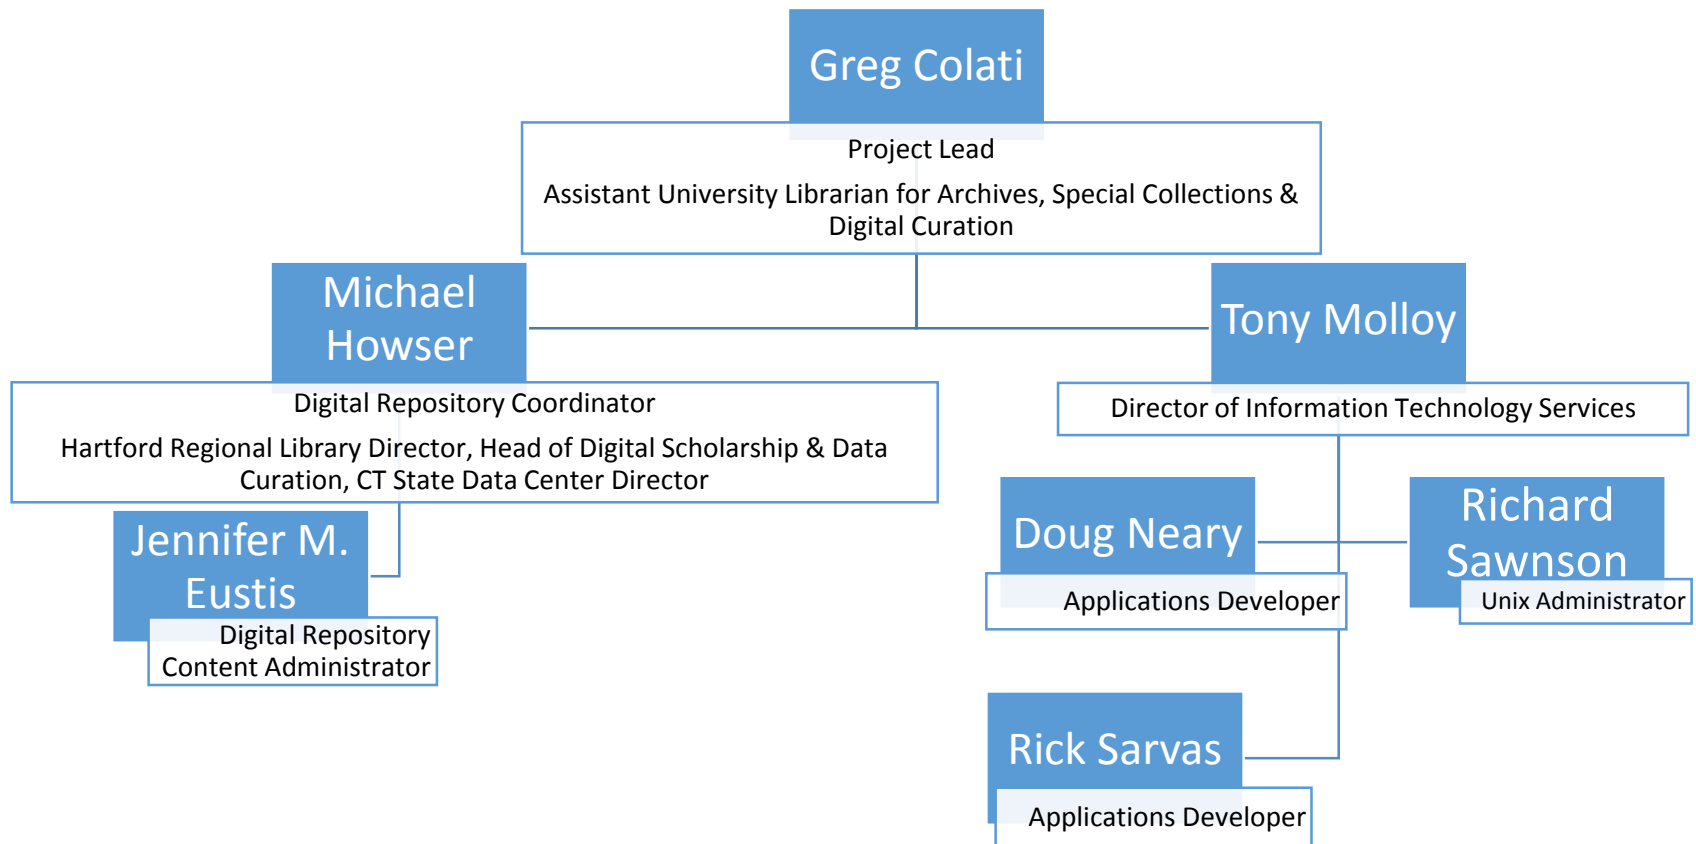 Greg Colati
Project Lead
Assistant University Librarian for Archives, Special Collections &
Digital Curation
Michael
Howser
Digital Repository Coordinator
Hartford Regional Library Director, Head of Digital Scholarship & Data
Curation, CT State Data Center Director
Jennifer M.
Eustis
Digital Repository
Content Administrator
Tony Molloy
Director of Information Technology Services
Doug Neary
Applications Developer
Richard
Sawnson
Unix Administrator
Rick Sarvas
Applications Developer